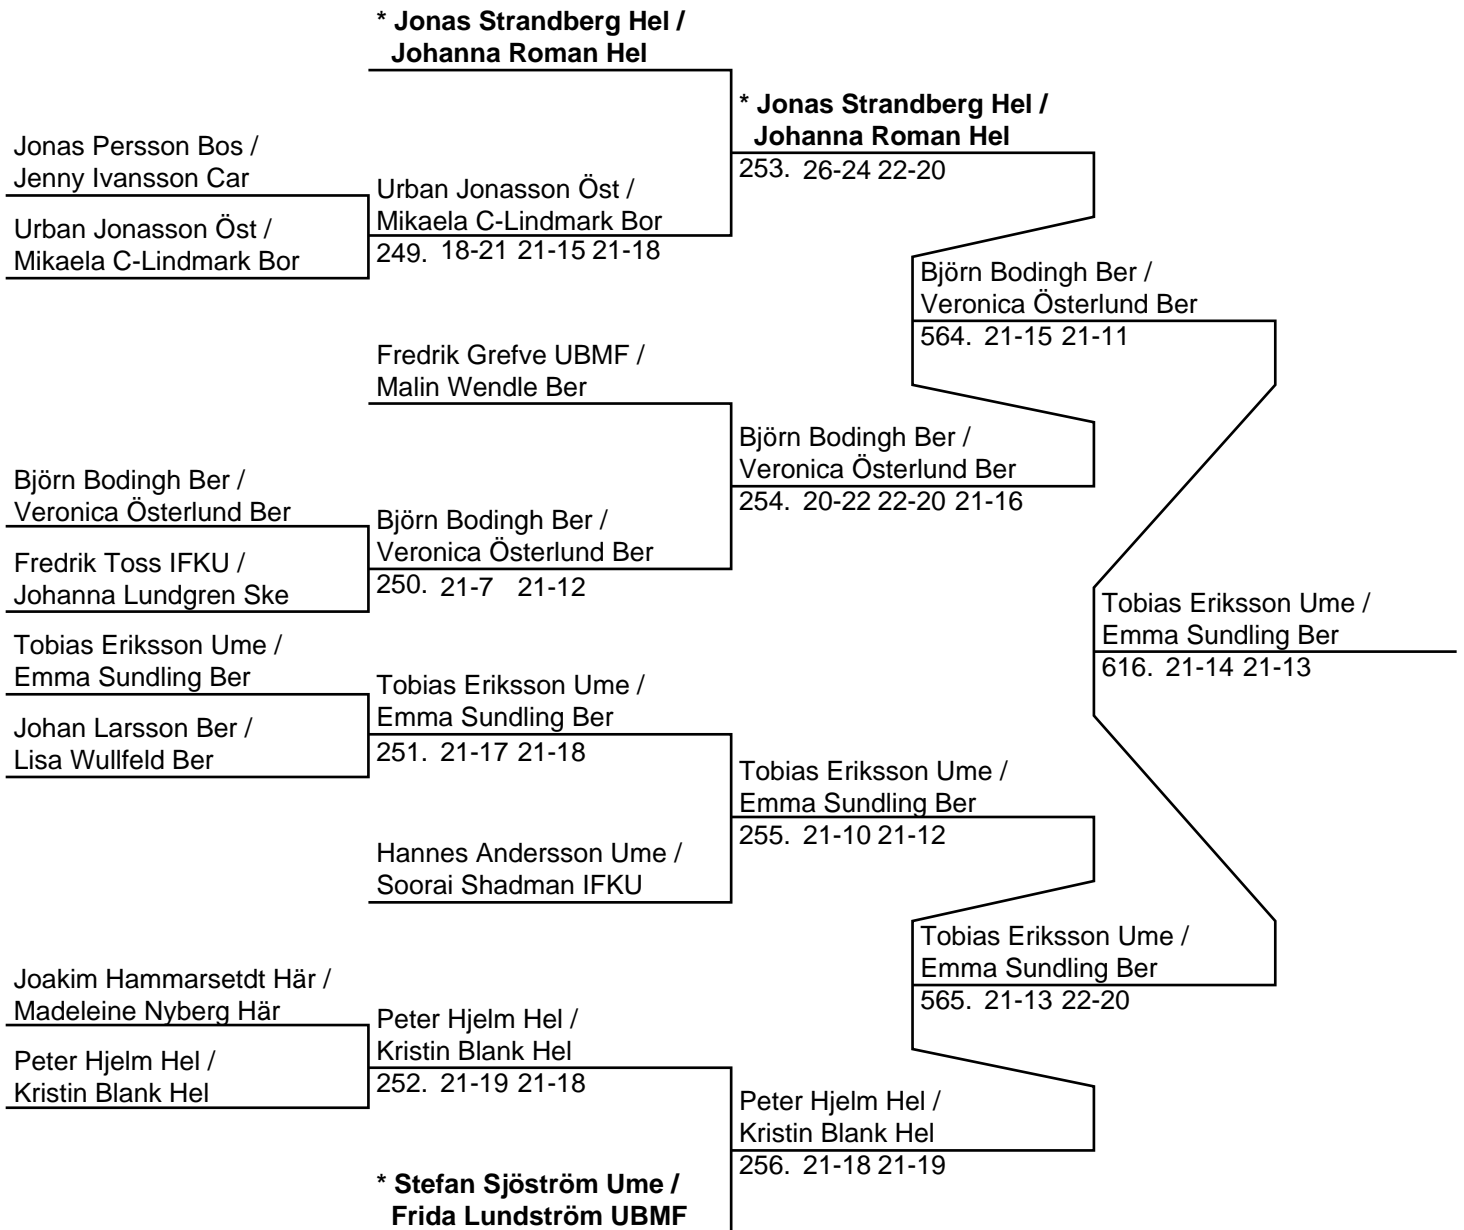 * Jonas Strandberg Hel /
Johanna Roman Hel
* Jonas Strandberg Hel /
Johanna Roman Hel
253. 26-24 22-20
Jonas Persson Bos /
Jenny Ivansson Car
Urban Jonasson Öst /
Mikaela C-Lindmark Bor
Urban Jonasson Öst /
Mikaela C-Lindmark Bor
249. 18-21 21-15 21-18
Björn Bodingh Ber /
Veronica Österlund Ber
564. 21-15 21-11
Fredrik Grefve UBMF /
Malin Wendle Ber
Björn Bodingh Ber /
Veronica Österlund Ber
254. 20-22 22-20 21-16
Björn Bodingh Ber /
Veronica Österlund Ber
Fredrik Toss IFKU /
Johanna Lundgren Ske
Björn Bodingh Ber /
Veronica Österlund Ber
250. 21-7 21-12
Tobias Eriksson Ume /
Emma Sundling Ber
616. 21-14 21-13
Tobias Eriksson Ume /
Emma Sundling Ber
Johan Larsson Ber /
Lisa Wullfeld Ber
Tobias Eriksson Ume /
Emma Sundling Ber
251. 21-17 21-18
Tobias Eriksson Ume /
Emma Sundling Ber
255. 21-10 21-12
Hannes Andersson Ume /
Soorai Shadman IFKU
Tobias Eriksson Ume /
Emma Sundling Ber
565. 21-13 22-20
Joakim Hammarsetdt Här /
Madeleine Nyberg Här
Peter Hjelm Hel /
Kristin Blank Hel
Peter Hjelm Hel /
Kristin Blank Hel
252. 21-19 21-18
Peter Hjelm Hel /
Kristin Blank Hel
256. 21-18 21-19
* Stefan Sjöström Ume /
Frida Lundström UBMF